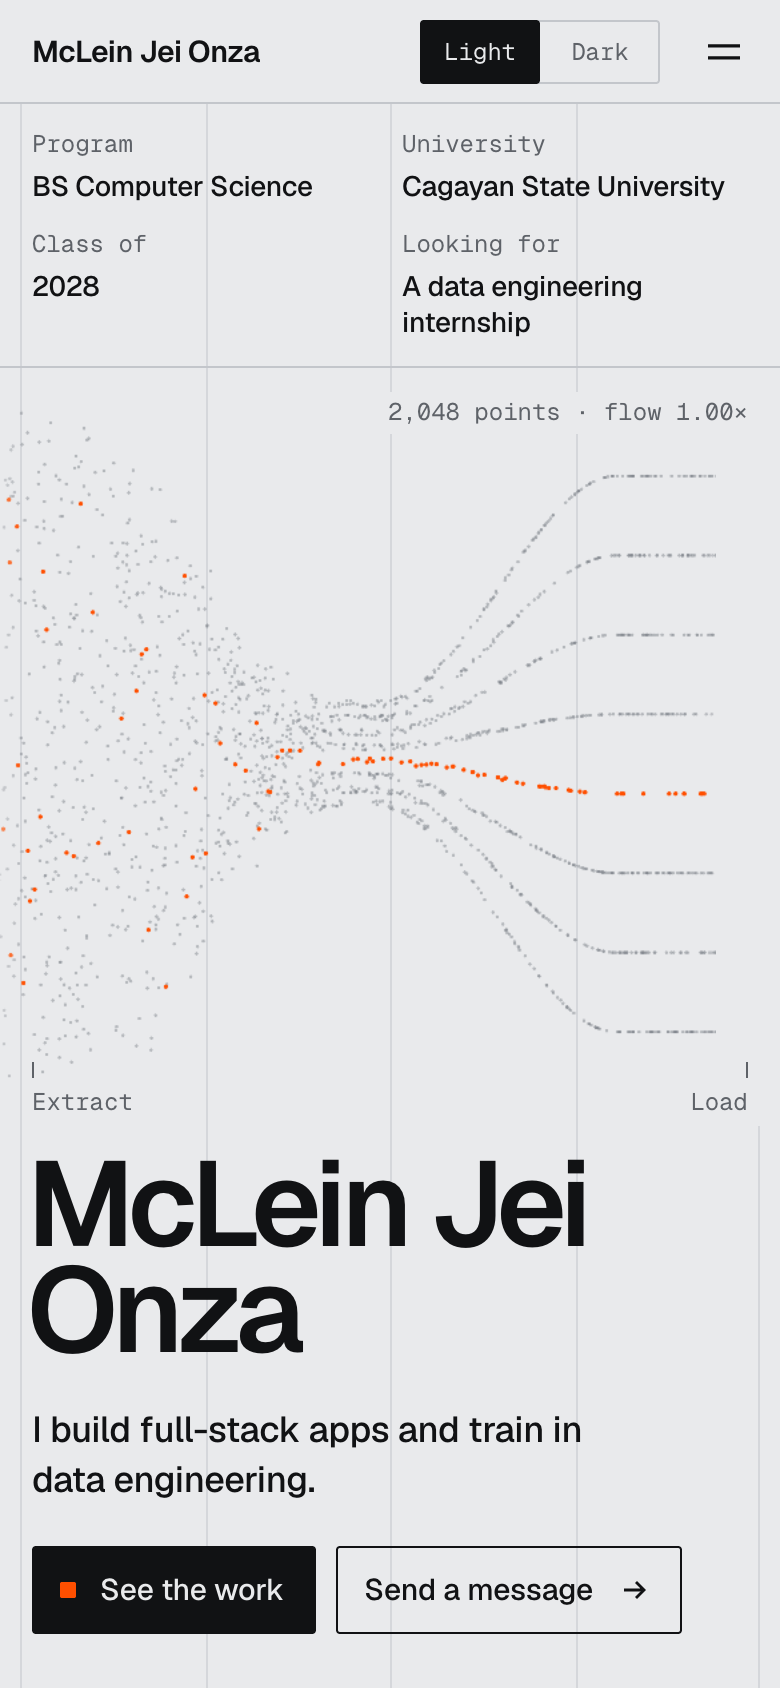 McLein Jei Onza
Light
Dark
Program
BS Computer Science
University
Cagayan State University
Class of
2028
Looking for
A data engineering
internship
2,048 points · flow 1.00×
Extract
Load
McLein Jei
Onza
I build full-stack apps and train in
data engineering.
See the work
Send a message →